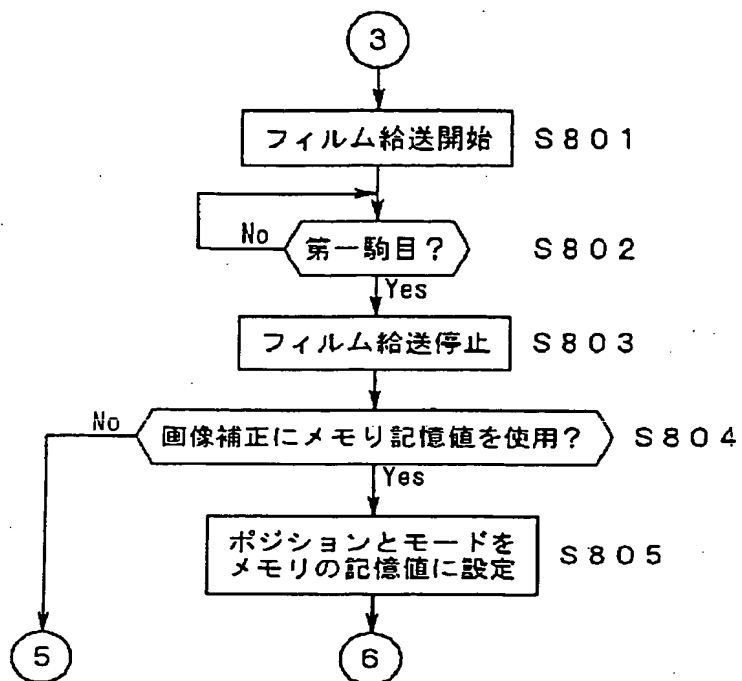 3
フィルム給送開始 S801
No
第一駒目? S802
Yes
フィルム給送停止 S803
No
画像補正にメモり記憶値を使用? S804
Yes
ポジションとモードを
メモリの記憶値に設定 S805
5
6